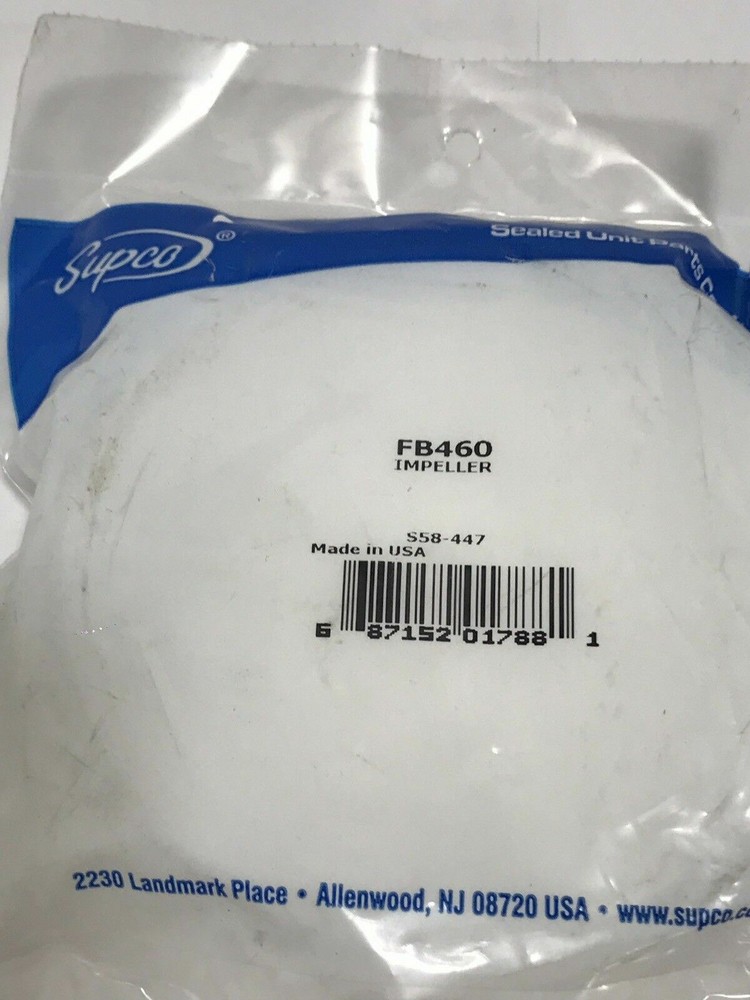 Supco®
Sealed Unit Parts
FB460
IMPELLER
S58-447
Made in USA
6 87152 01788 1
2230 Landmark Place • Allenwood, NJ 08720 USA • www.supco.c